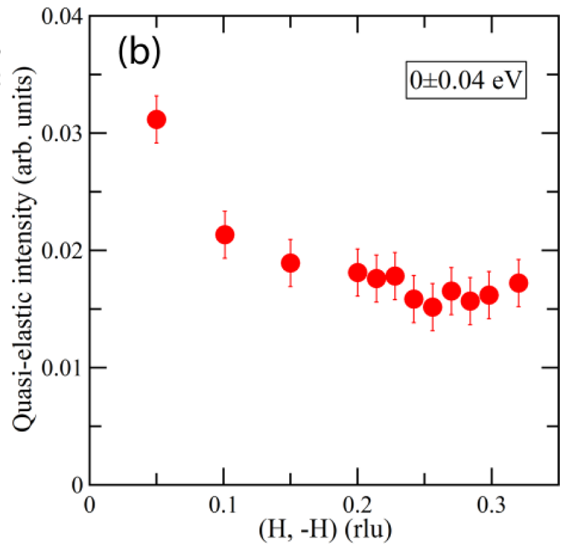 (b)
0±0.04 eV
Quasi-elastic intensity (arb. units)
0.04
0.03
0.02
0.01
0
0 0.1 0.2 0.3
(H, -H) (rlu)